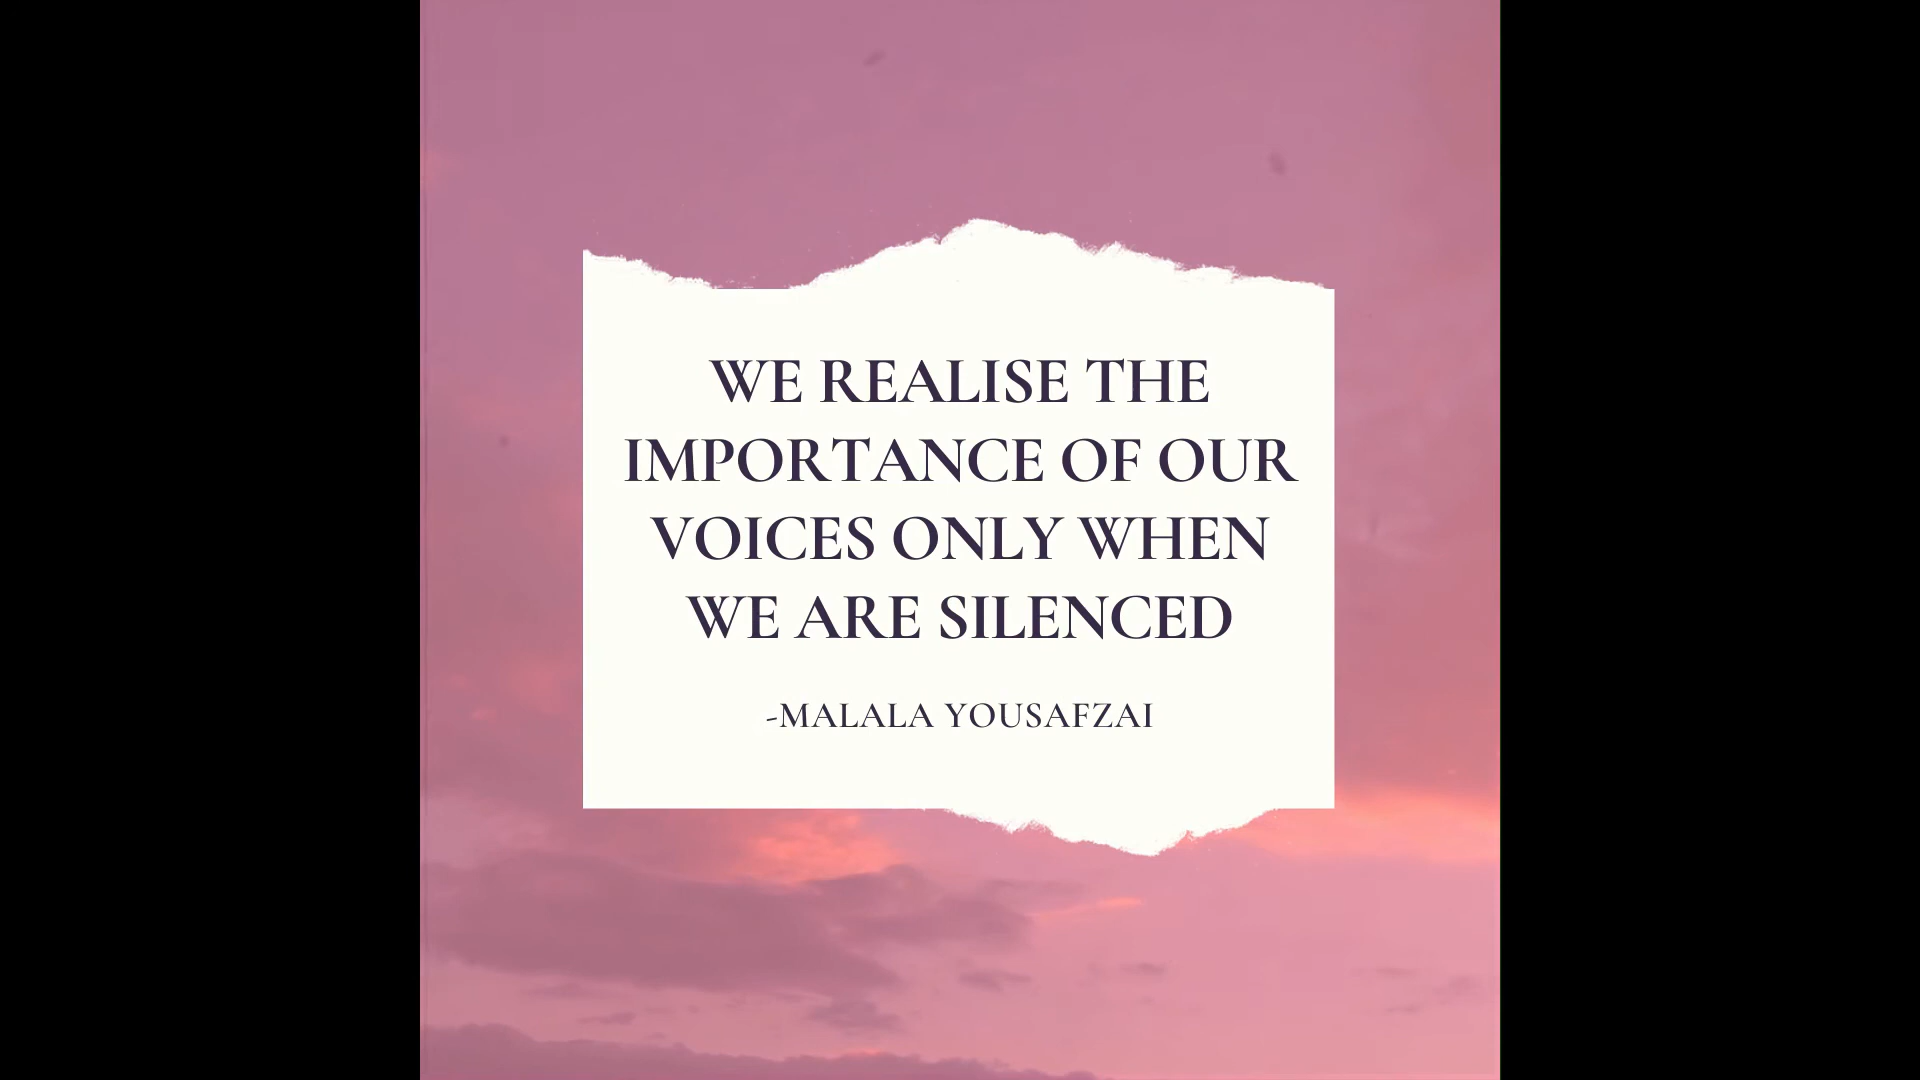 WE REALISE THE
IMPORTANCE OF OUR
VOICES ONLY WHEN
WE ARE SILENCED
-MALALA YOUSAFZAI